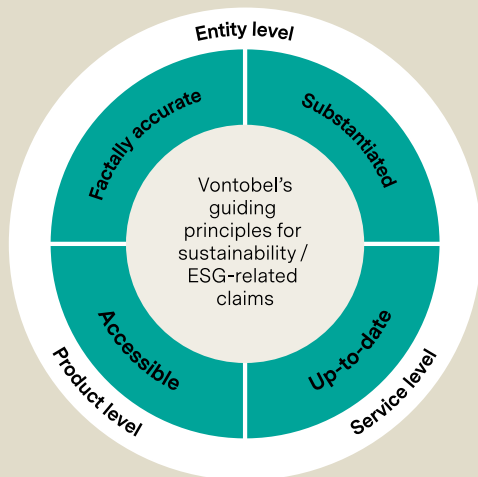 Entity level
Factally accurate
Substantiated
Vontobel's
guiding
principles for
sustainability /
ESG-related
claims
Accessible
Up-to-date
Product level
Service level